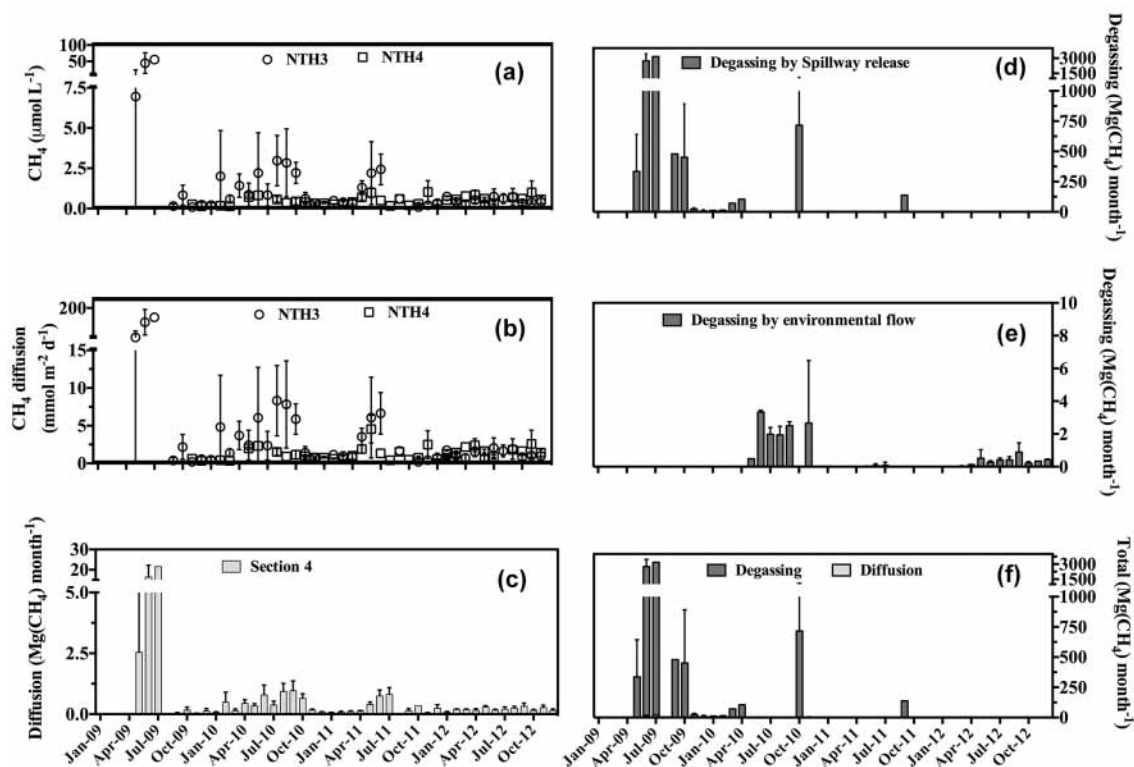 100
50
7.5
5.0
2.5
0.0
CH4 (µmol L-1)
NTH3
NTH4
(a)
Degassing by Spillway release
(d)
3000
1500
1000
750
500
250
0
Degassing (Mg(CH4) month-1)
200
15
10
5
0
CH4 diffusion
(mmol m-2 d-1)
NTH3
NTH4
(b)
Degassing by environmental flow
(e)
10
8
6
4
2
0
Degassing (Mg(CH4) month-1)
30
20
5.0
2.5
0.0
Diffusion (Mg(CH4) month-1)
Section 4
(c)
Degassing
Diffusion
(f)
3000
1500
1000
750
500
250
0
Total (Mg(CH4) month-1)
Jan-09 Apr-09 Jul-09 Oct-09 Jan-10 Apr-10 Jul-10 Oct-10 Jan-11 Apr-11 Jul-11 Oct-11 Jan-12 Apr-12 Jul-12 Oct-12
Jan-09 Apr-09 Jul-09 Oct-09 Jan-10 Apr-10 Jul-10 Oct-10 Jan-11 Apr-11 Jul-11 Oct-11 Jan-12 Apr-12 Jul-12 Oct-12